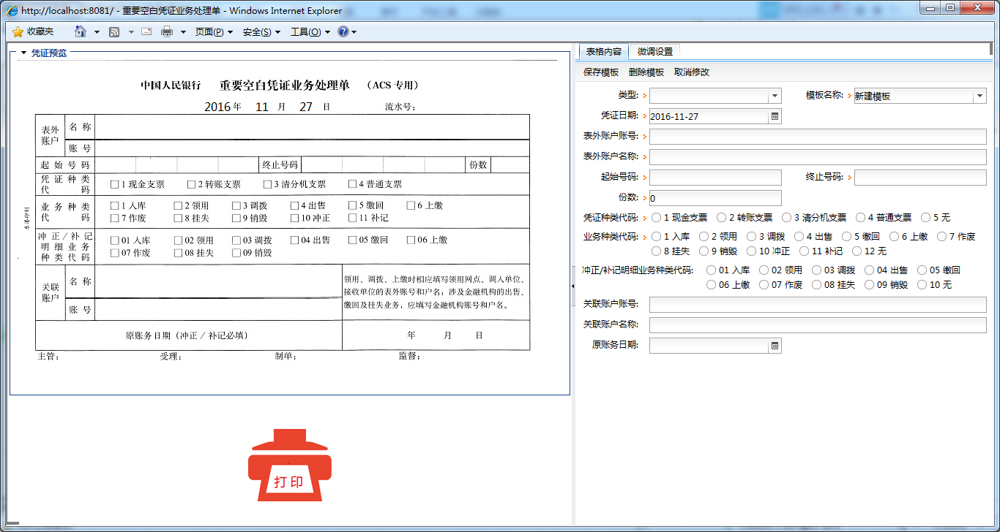 http://localhost:8081/ - 重要空白凭证业务处理单 - Windows Internet Explorer
收藏夹 页面(P) 安全(S) 工具(O)
凭证预览
中国人民银行 重要空白凭证业务处理单 （ACS 专用）
2016 年 11 月 27 日 流水号：
表外账户 名 称
账 号
起 始 号 码 终止号码 份数
凭 证 种 类 代 码 1 现金支票 2 转账支票 3 清分机支票 4 普通支票
业 务 种 类 代 码 1 入库 2 领用 3 调拨 4 出售 5 缴回 6 上缴
7 作废 8 挂失 9 销毁 10 冲正 11 补记
冲 正 / 补 记 明 细 业 务 种 类 代 码 01 入库 02 领用 03 调拨 04 出售 05 缴回 06 上缴
07 作废 08 挂失 09 销毁
东港印制
关联账户 名 称
账 号
领用、调拨、上缴时相应填写领用网点、调入单位、
接收单位的表外账号和户名；涉及金融机构的出售、
缴回及挂失业务，应填写金融机构账号和户名。
原账务日期（冲正 / 补记必填） 年 月 日
主管： 受理： 制单： 监督：
打印
表格内容 微调设置
保存模板 删除模板 取消修改
类型: 模板名称: 新建模板
凭证日期: 2016-11-27
表外账户账号:
表外账户名称:
起始号码: 终止号码:
份数: 0
凭证种类代码: 1 现金支票 2 转账支票 3 清分机支票 4 普通支票 5 无
业务种类代码: 1 入库 2 领用 3 调拨 4 出售 5 缴回 6 上缴 7 作废
8 挂失 9 销毁 10 冲正 11 补记 12 无
冲正/补记明细业务种类代码: 01 入库 02 领用 03 调拨 04 出售 05 缴回
06 上缴 07 作废 08 挂失 09 销毁 10 无
关联账户账号:
关联账户名称:
原账务日期: